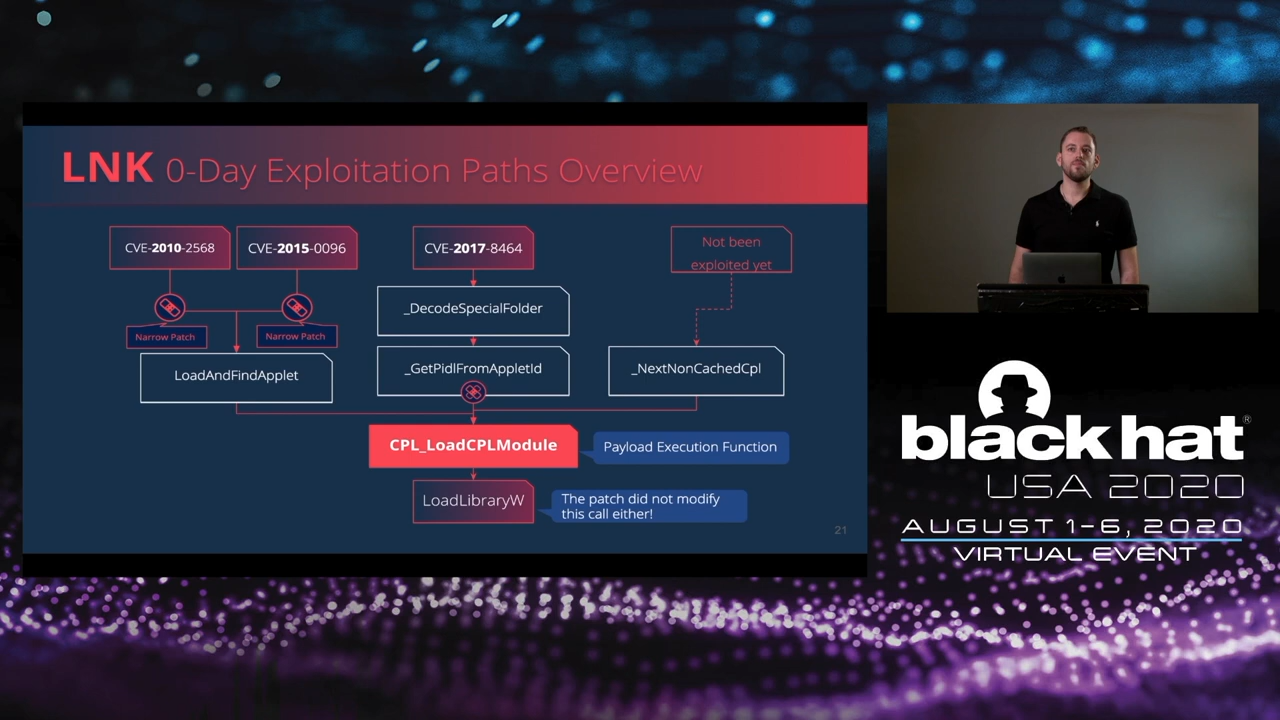 LNK 0-Day Exploitation Paths Overview
CVE-2010-2568
CVE-2015-0096
CVE-2017-8464
Not been
exploited yet
Narrow Patch
Narrow Patch
_DecodeSpecialFolder
LoadAndFindApplet
_GetPidlFromAppletId
_NextNonCachedCpl
CPL_LoadCPLModule
Payload Execution Function
LoadLibraryW
The patch did not modify
this call either!
21
black hat®
USA 2020
AUGUST 1-6, 2020
VIRTUAL EVENT